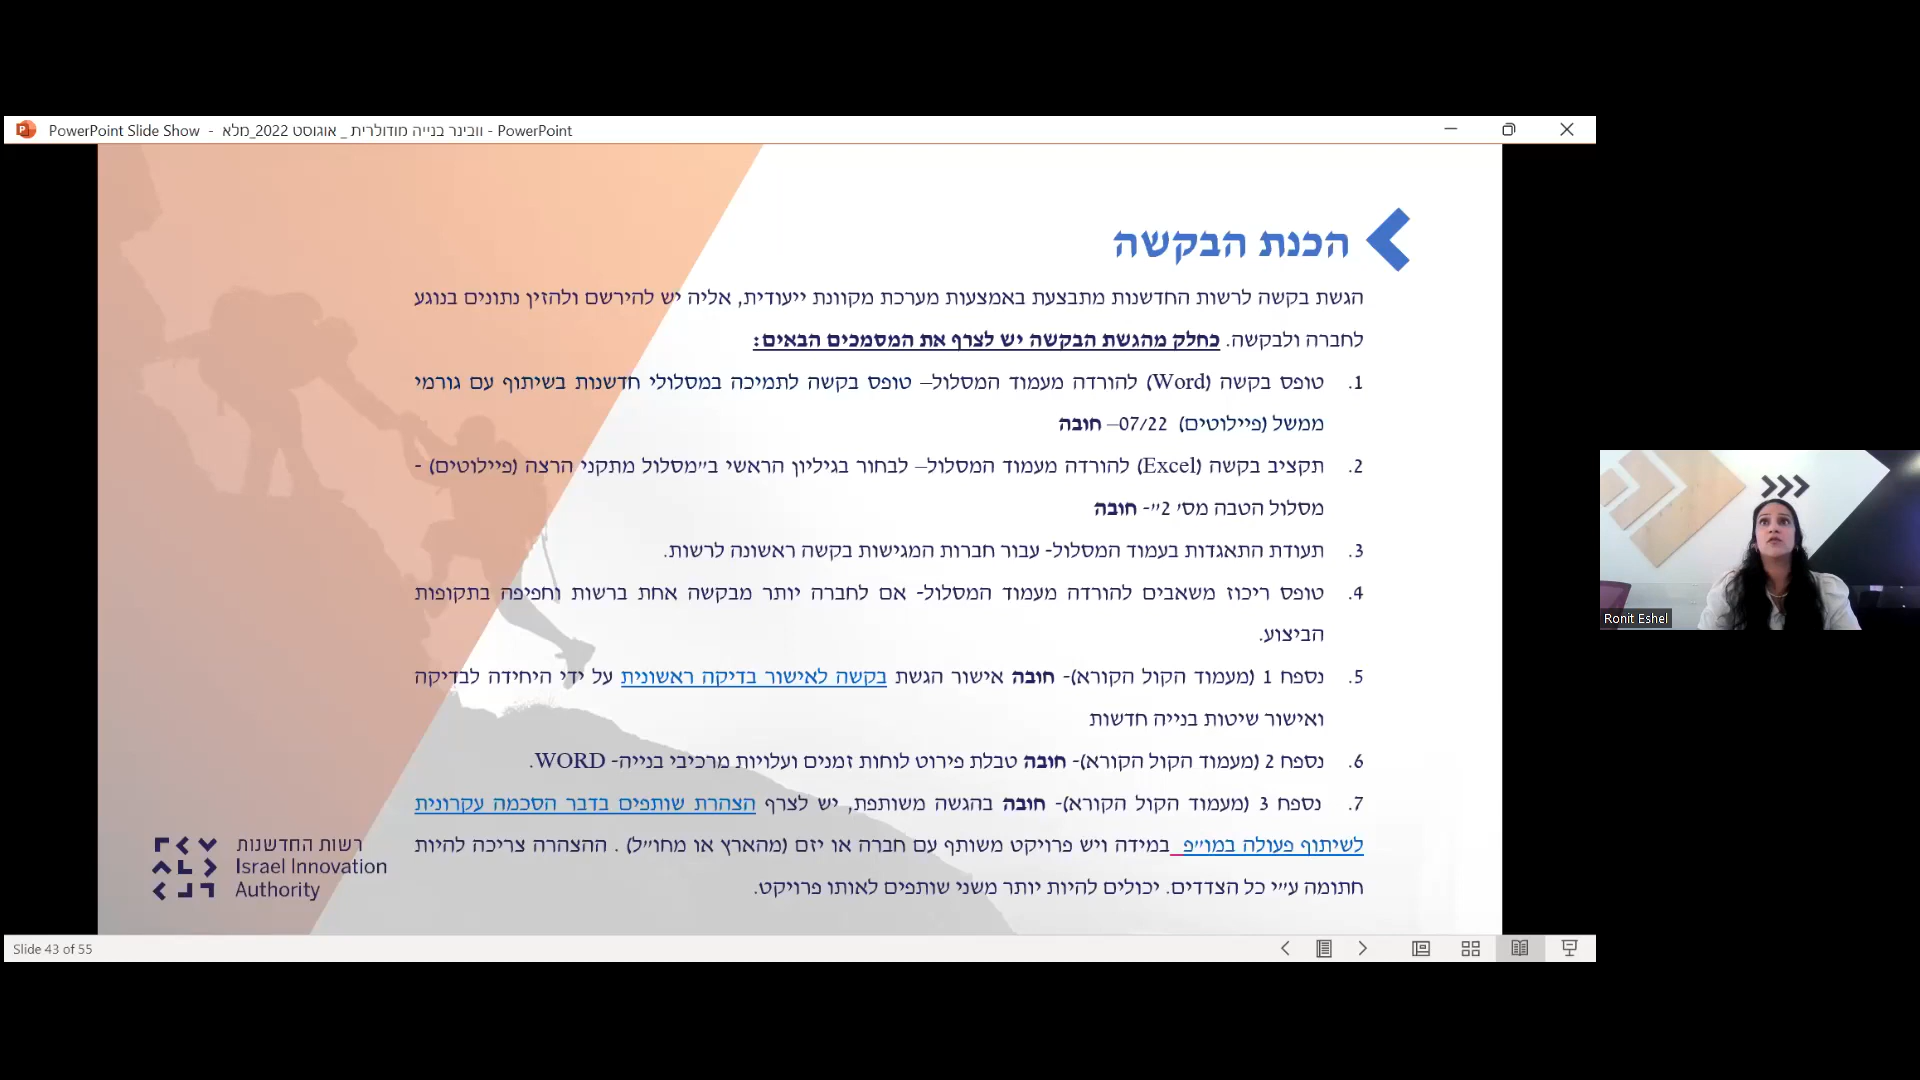 PowerPoint Slide Show - וובינר בנייה מודולרית _ אוגוסט 2022_מלא - PowerPoint
הכנת הבקשה
הגשת בקשה לרשות החדשנות מתבצעת באמצעות מערכת מקוונת ייעודית, אליה יש להירשם ולהזין נתונים בנוגע
לחברה ולבקשה. כחלק מהגשת הבקשה יש לצרף את המסמכים הבאים:
1. טופס בקשה (Word) להורדה מעמוד המסלול– טופס בקשה לתמיכה במסלולי חדשנות בשיתוף עם גורמי
ממשל (פיילוטים) 07/22– חובה
2. תקציב בקשה (Excel) להורדה מעמוד המסלול– לבחור בגיליון הראשי ב"מסלול מתקני הרצה (פיילוטים) -
מסלול הטבה מס' 2"- חובה
3. תעודת התאגדות בעמוד המסלול- עבור חברות המגישות בקשה ראשונה לרשות.
4. טופס ריכוז משאבים להורדה מעמוד המסלול- אם לחברה יותר מבקשה אחת ברשות וחפיפה בתקופות
הביצוע.
5. נספח 1 (מעמוד הקול הקורא)- חובה אישור הגשת בקשה לאישור בדיקה ראשונית על ידי היחידה לבדיקה
ואישור שיטות בנייה חדשות
6. נספח 2 (מעמוד הקול הקורא)- חובה טבלת פירוט לוחות זמנים ועלויות מרכיבי בנייה- WORD.
7. נספח 3 (מעמוד הקול הקורא)- חובה בהגשה משותפת, יש לצרף הצהרת שותפים בדבר הסכמה עקרונית
לשיתוף פעולה במו"פ במידה ויש פרויקט משותף עם חברה או יזם (מהארץ או מחו"ל) . ההצהרה צריכה להיות
חתומה ע"י כל הצדדים. יכולים להיות יותר משני שותפים לאותו פרויקט.
רשות החדשנות
Israel Innovation
Authority
Slide 43 of 55
Ronit Eshel